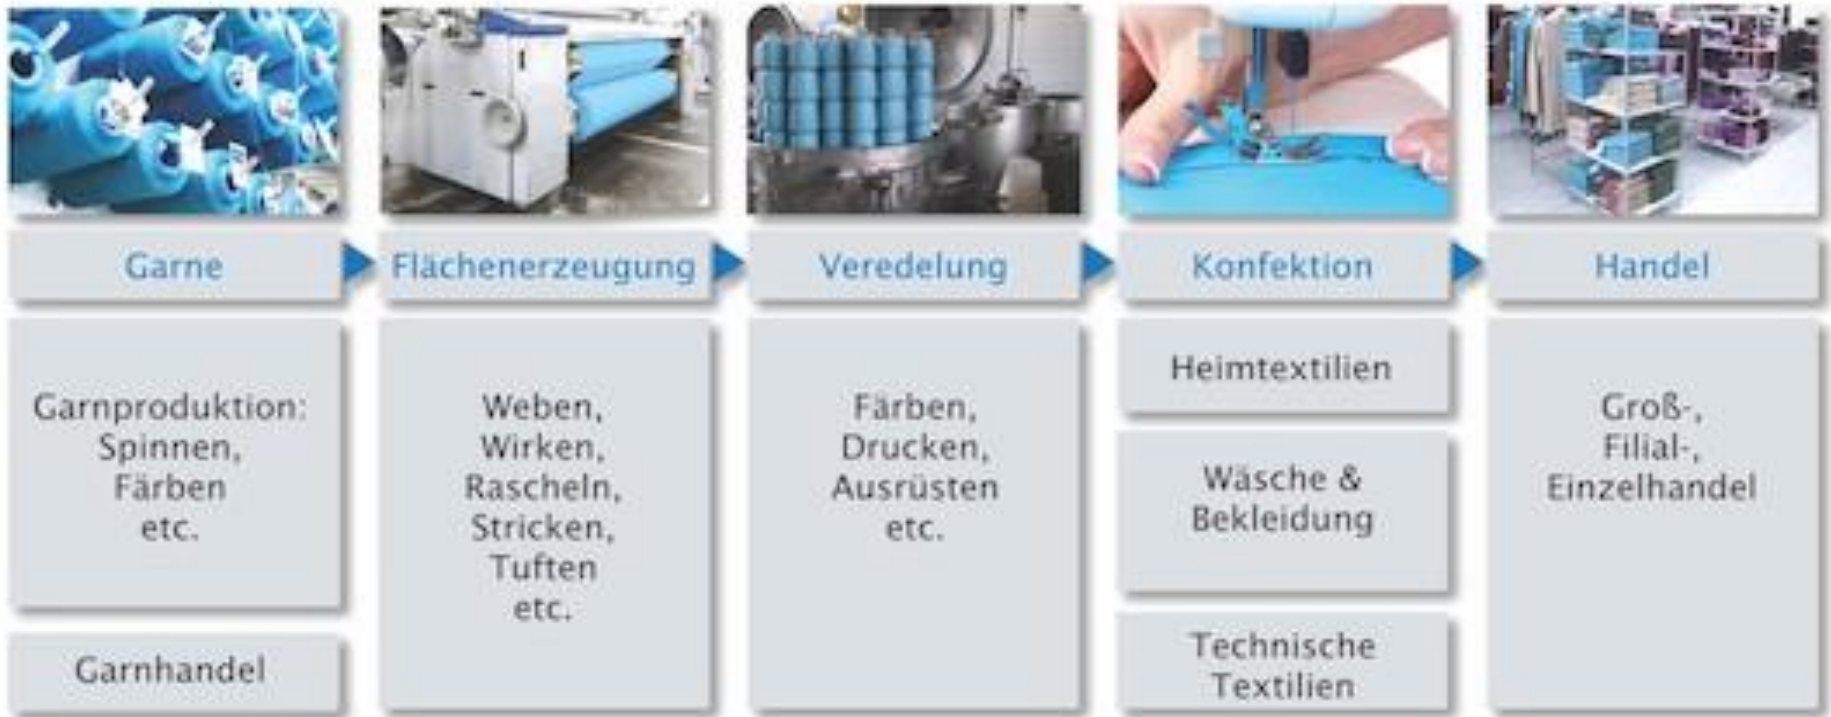 Garne
Flächenerzeugung
Veredelung
Konfektion
Handel
Garnproduktion:
Spinnen,
Färben
etc.
Garnhandel
Weben,
Wirken,
Rascheln,
Stricken,
Tuften
etc.
Färben,
Drucken,
Ausrüsten
etc.
Heimtextilien
Wäsche &
Bekleidung
Technische
Textilien
Groß-,
Filial-,
Einzelhandel